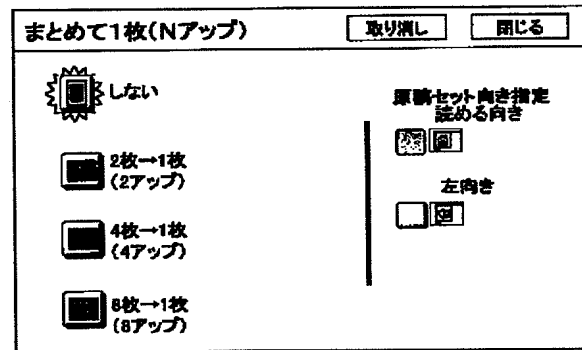 まとめて1枚(Nアップ)
取り消し
閉じる
しない
2枚→1枚
(2アップ)
4枚→1枚
(4アップ)
8枚→1枚
(8アップ)
原稿セット向き指定
読める向き
左向き